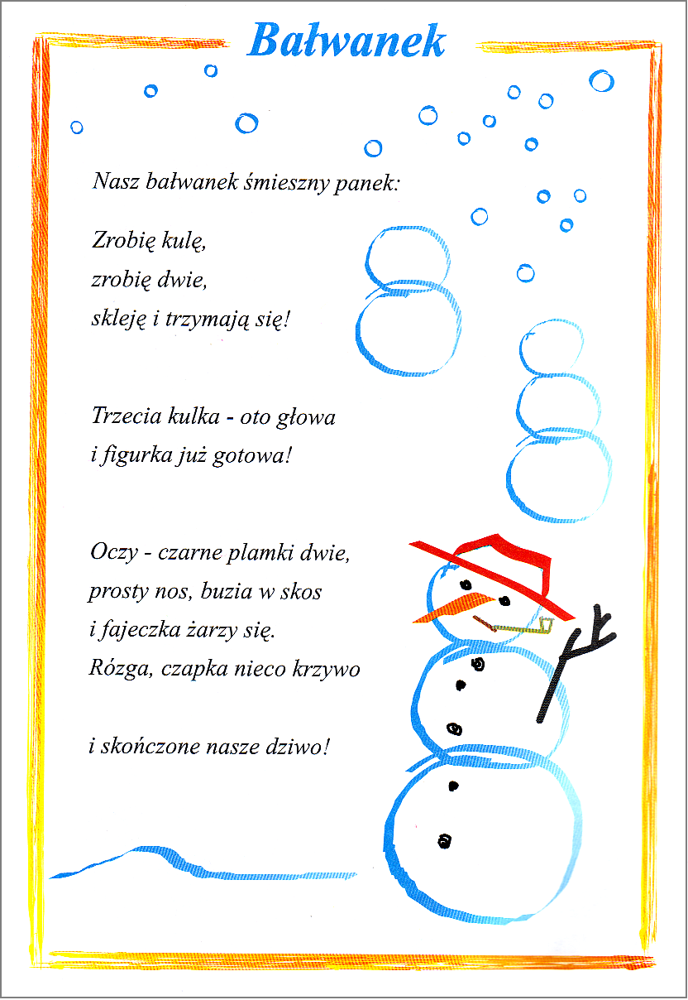 Bałwanek
Nasz bałwanek śmieszny panek:
Zrobię kulę,
zrobię dwie,
skleję i trzymają się!
Trzecia kulka - oto głowa
i figurka już gotowa!
Oczy - czarne plamki dwie,
prosty nos, buzia w skos
i fajeczka żarzy się.
Rózga, czapka nieco krzywo
i skończone nasze dziwo!